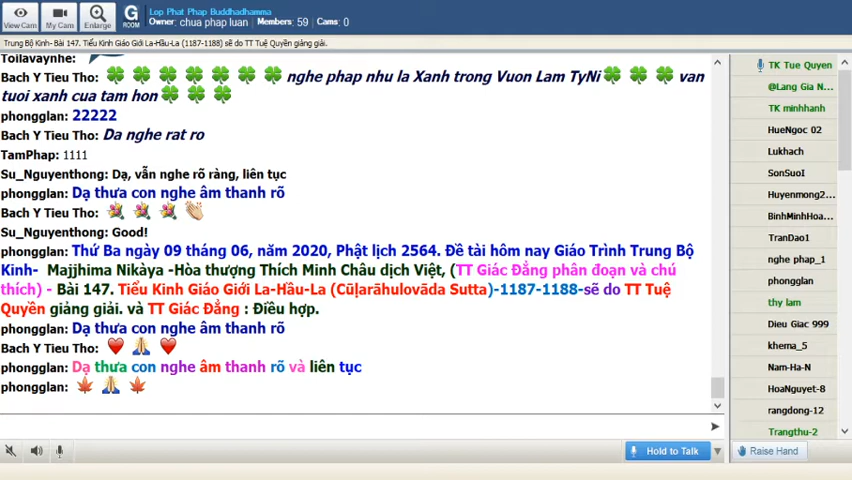 View Cam
My Cam
Enlarge
G
ROOM
Lop Phat Phap Buddhadhamma
Owner: chua phap luan Members: 59 Cams: 0
Trung Bộ Kinh- Bài 147. Tiểu Kinh Giáo Giới La-Hầu-La (1187-1188) sẽ do TT Tuệ Quyền giảng giải.
Toilavaynhe:
Bach Y Tieu Tho: 🍀 🍀 🍀 🍀 🍀 🍀 🍀 nghe phap nhu la Xanh trong Vuon Lam TyNi 🍀 🍀 🍀 van
tuoi xanh cua tam hon 🍀 🍀 🍀
phongglan: 22222
Bach Y Tieu Tho: Da nghe rat ro
TamPhap: 1111
Su_Nguyenthong: Dạ, vẫn nghe rõ ràng, liên tục
phongglan: Dạ thưa con nghe âm thanh rõ
Bach Y Tieu Tho: 💐 💐 💐 👏
Su_Nguyenthong: Good!
phongglan: Thứ Ba ngày 09 tháng 06, năm 2020, Phật lịch 2564. Đề tài hôm nay Giáo Trình Trung Bộ
Kinh- Majjhima Nikàya -Hòa thượng Thích Minh Châu dịch Việt, (TT Giác Đẳng phân đoạn và chú
thích) - Bài 147. Tiểu Kinh Giáo Giới La-Hầu-La (Cūḷarāhulovāda Sutta)-1187-1188-sẽ do TT Tuệ
Quyền giảng giải. và TT Giác Đẳng : Điều hợp.
phongglan: Dạ thưa con nghe âm thanh rõ
Bach Y Tieu Tho: ❤️ 🙏 ❤️
phongglan: Dạ thưa con nghe âm thanh rõ và liên tục
phongglan: 🍁 🙏 🍁
Hold to Talk
TK Tue Quyen
@Lang Gia N...
TK minhhanh
HueNgoc 02
Lukhach
SonSuoI
Huyenmong2...
BinhMinhHoa...
TranDao1
nghe phap_1
phongglan
thy lam
Dieu Giac 999
khema_5
Nam-Ha-N
HoaNguyet-8
rangdong-12
Trangthu-2
Raise Hand